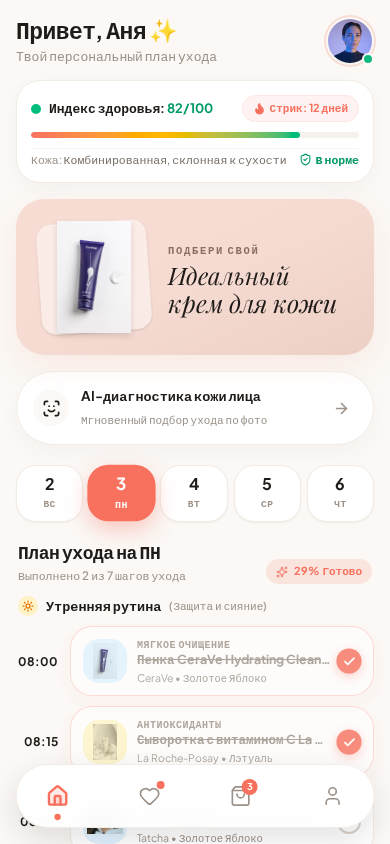 Привет, Аня ✨
Твой персональный план ухода
Индекс здоровья: 82/100
Стрик: 12 дней
Кожа: Комбинированная, склонная к сухости
В норме
ПОДБЕРИ СВОЙ
Идеальный
крем для кожи
AI-диагностика кожи лица
Мгновенный подбор ухода по фото
2
ВС
3
ПН
4
ВТ
5
СР
6
ЧТ
План ухода на ПН
Выполнено 2 из 7 шагов ухода
29% Готово
Утренняя рутина (Защита и сияние)
08:00
МЯГКОЕ ОЧИЩЕНИЕ
Пенка CeraVe Hydrating Clean...
CeraVe • Золотое Яблоко
08:15
АНТИОКСИДАНТЫ
Сыворотка с витамином C La ...
La Roche-Posay • Лэтуаль
3
Tatcha • Золотое Яблоко